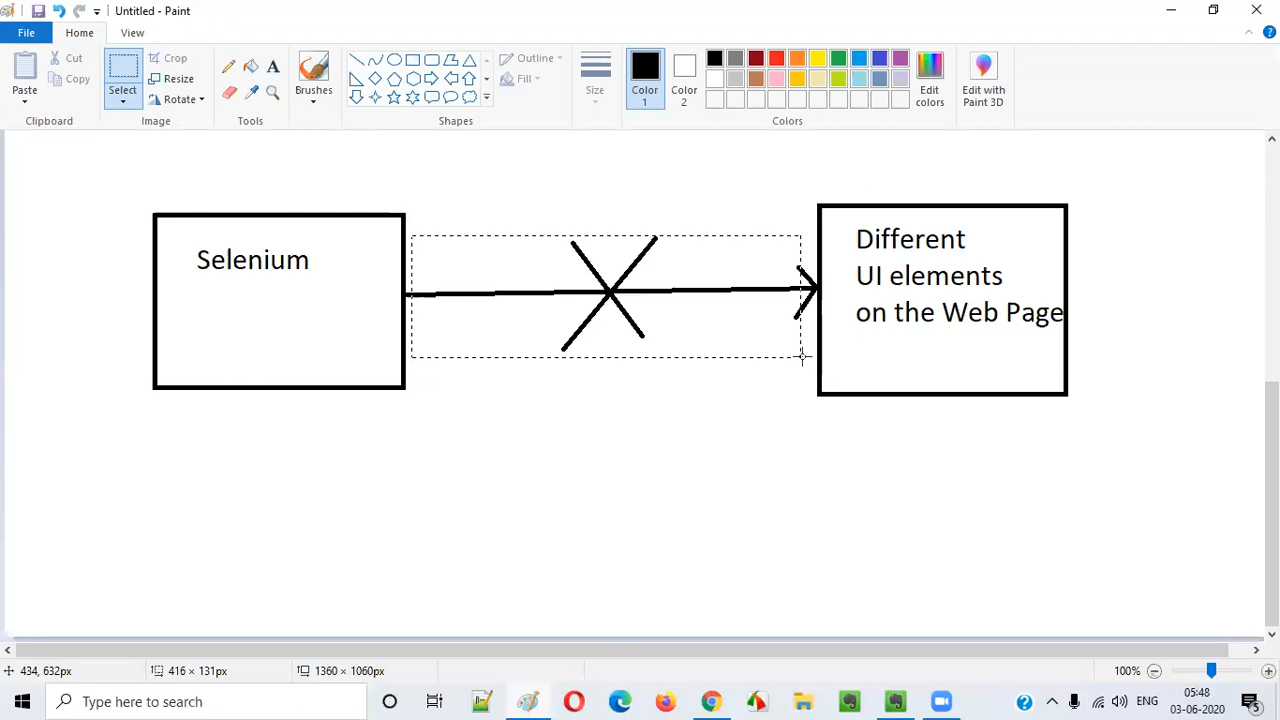 Untitled - Paint
File
Home
View
Paste
Cut
Copy
Clipboard
Select
Crop
Resize
Rotate
Image
A
Tools
Brushes
Outline
Fill
Shapes
Size
Color
1
Color
2
Edit
colors
Colors
Edit with
Paint 3D
Selenium
Different
UI elements
on the Web Page
434, 632px
416 × 131px
1360 × 1060px
100%
Type here to search
ENG
05:48
03-06-2020
5